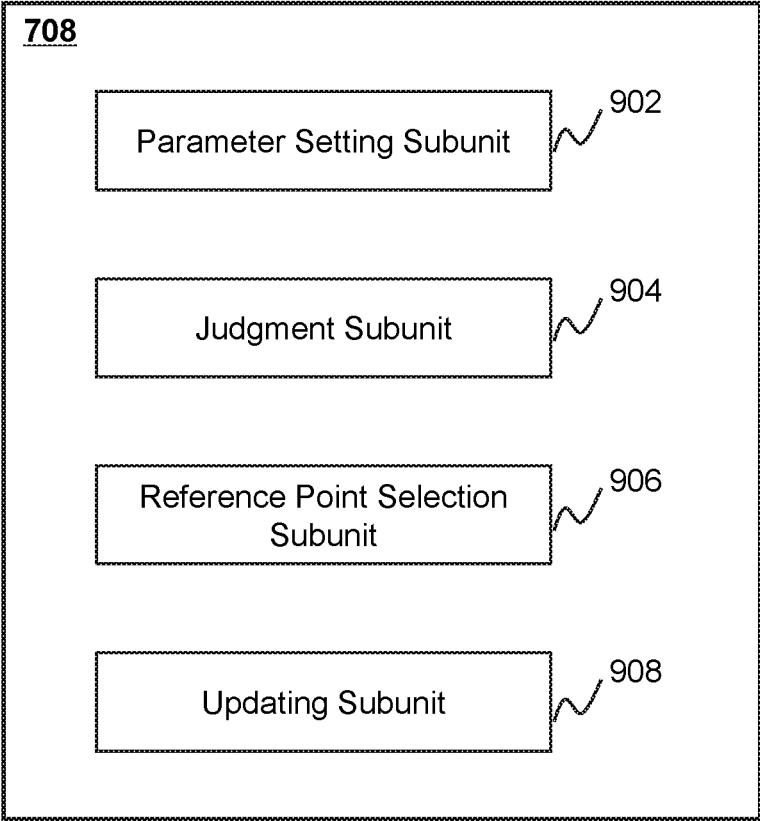 708
902
Parameter Setting Subunit
904
Judgment Subunit
906
Reference Point Selection
Subunit
908
Updating Subunit